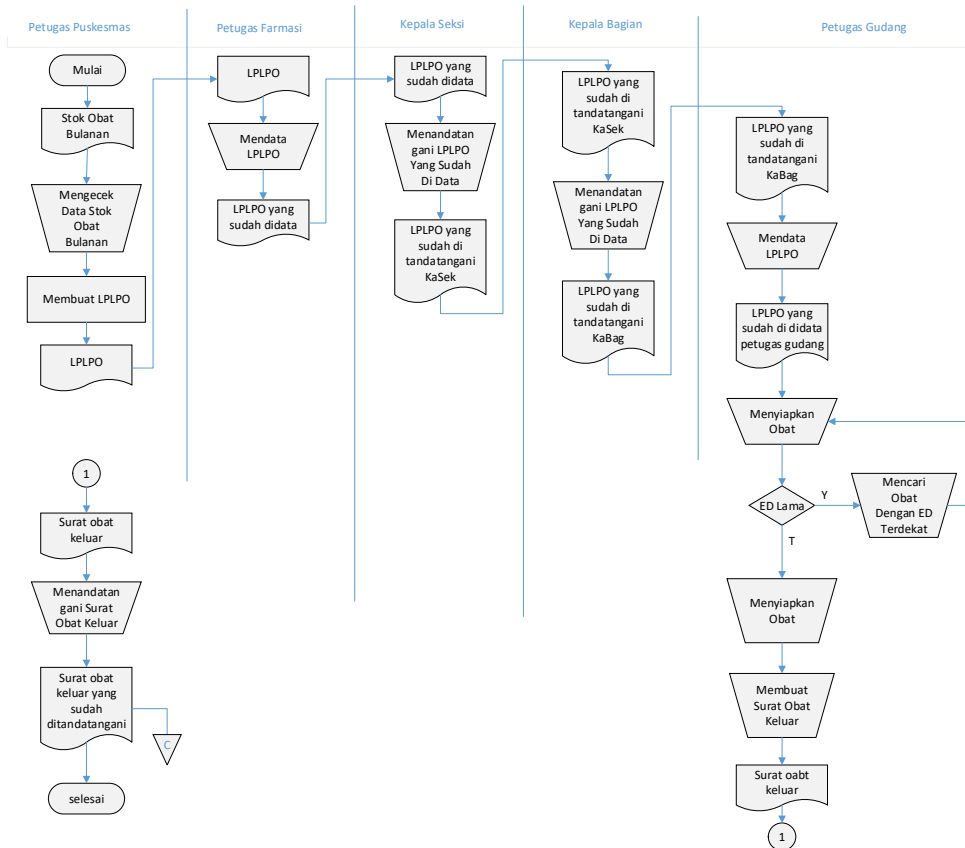 Petugas Puskesmas
Petugas Farmasi
Kepala Seksi
Kepala Bagian
Petugas Gudang
Mulai
Stok Obat
Bulanan
Mengecek
Data Stok
Obat
Bulanan
Membuat LPLPO
LPLPO
LPLPO
Mendata
LPLPO
LPLPO yang
sudah didata
LPLPO yang
sudah didata
Menandatan
gani LPLPO
Yang Sudah
Di Data
LPLPO yang
sudah di
tandatangani
KaSek
LPLPO yang
sudah di
tandatangani
KaSek
Menandatan
gani LPLPO
Yang Sudah
Di Data
LPLPO yang
sudah di
tandatangani
KaBag
LPLPO yang
sudah di
tandatangani
KaBag
Mendata
LPLPO
LPLPO yang
sudah di didata
petugas gudang
Menyiapkan
Obat
ED Lama
Y
Mencari
Obat
Dengan ED
Terdekat
T
Menyiapkan
Obat
Membuat
Surat Obat
Keluar
Surat oabt
keluar
1
1
Surat obat
keluar
Menandatan
gani Surat
Obat Keluar
Surat obat
keluar yang
sudah
ditandatangani
C
selesai